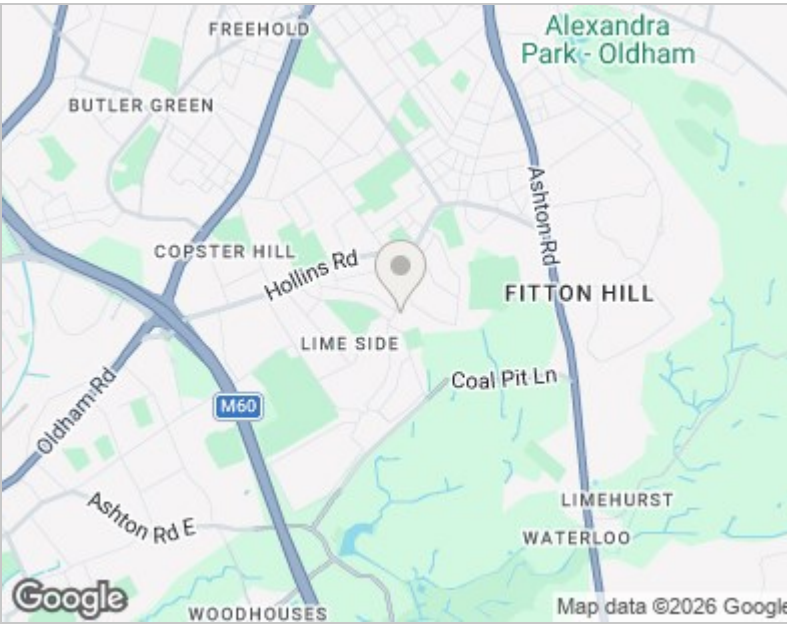 FREEHOLD
Alexandra
Park - Oldham
BUTLER GREEN
Ashton Rd
COPSTER HILL
Hollins Rd
FITTON HILL
LIME SIDE
Coal Pit Ln
Oldham Rd
M60
LIMEHURST
Ashton Rd E
WATERLOO
Google
WOODHOUSES
Map data ©2026 Google